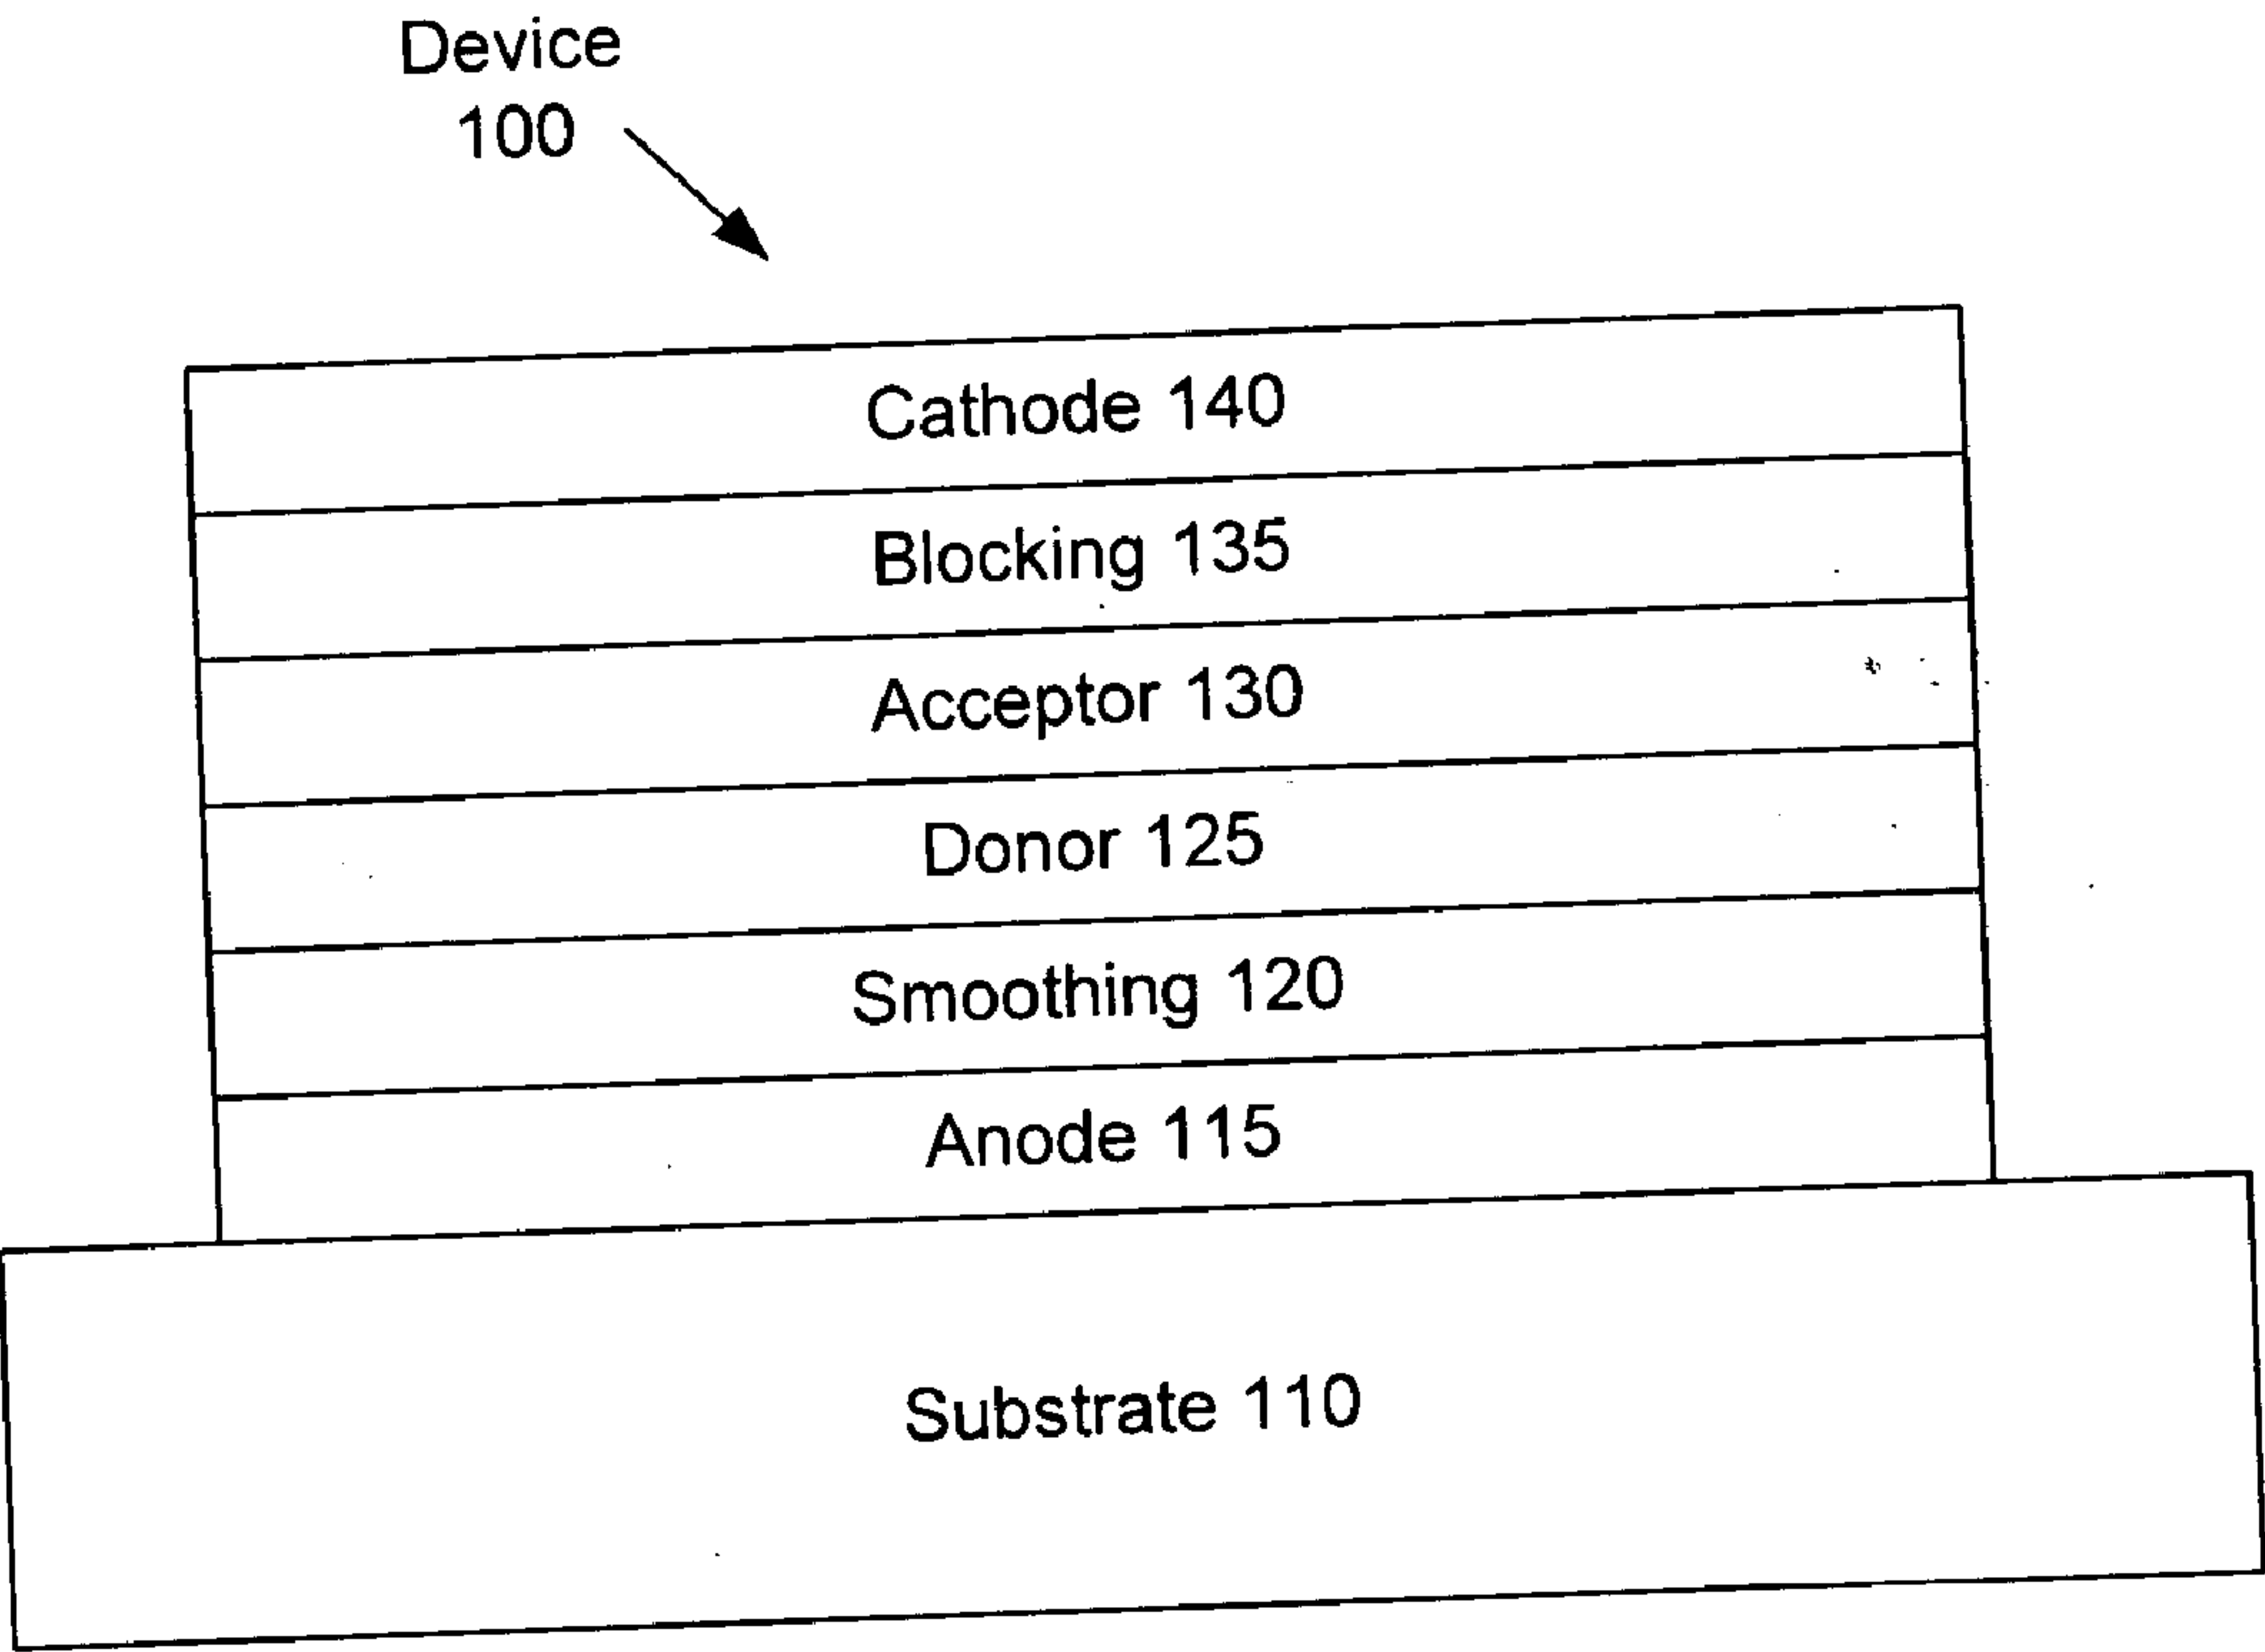 Device
100
Cathode 140
Blocking 135
Acceptor 130
Donor 125
Smoothing 120
Anode 115
Substrate 110